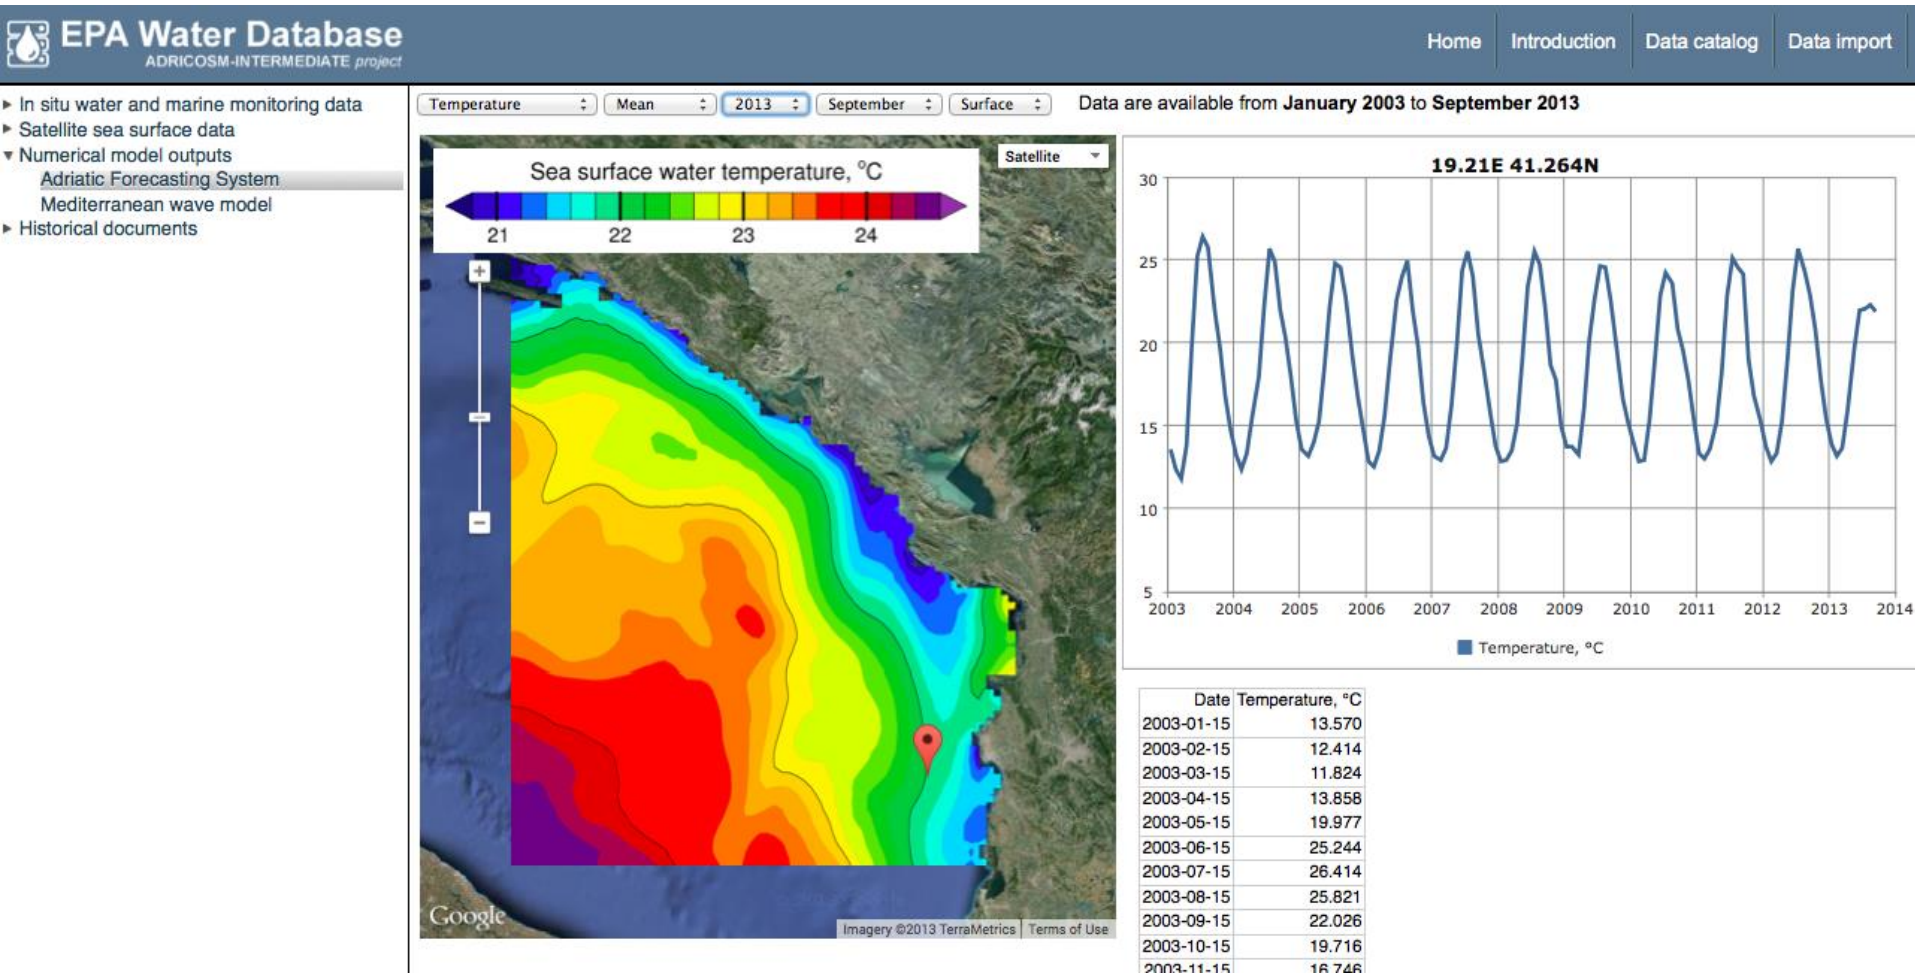 EPA Water Database
ADRICOSM-INTERMEDIATE project
Home Introduction Data catalog Data import
In situ water and marine monitoring data
Satellite sea surface data
Numerical model outputs
Adriatic Forecasting System
Mediterranean wave model
Historical documents
Temperature Mean 2013 September Surface Data are available from January 2003 to September 2013
Satellite
Sea surface water temperature, °C
21 22 23 24
Google
Imagery ©2013 TerraMetrics Terms of Use
19.21E 41.264N
30
25
20
15
10
5
2003 2004 2005 2006 2007 2008 2009 2010 2011 2012 2013 2014
Temperature, °C
Date Temperature, °C
2003-01-15 13.570
2003-02-15 12.414
2003-03-15 11.824
2003-04-15 13.858
2003-05-15 19.977
2003-06-15 25.244
2003-07-15 26.414
2003-08-15 25.821
2003-09-15 22.026
2003-10-15 19.716
2003-11-15 16.746